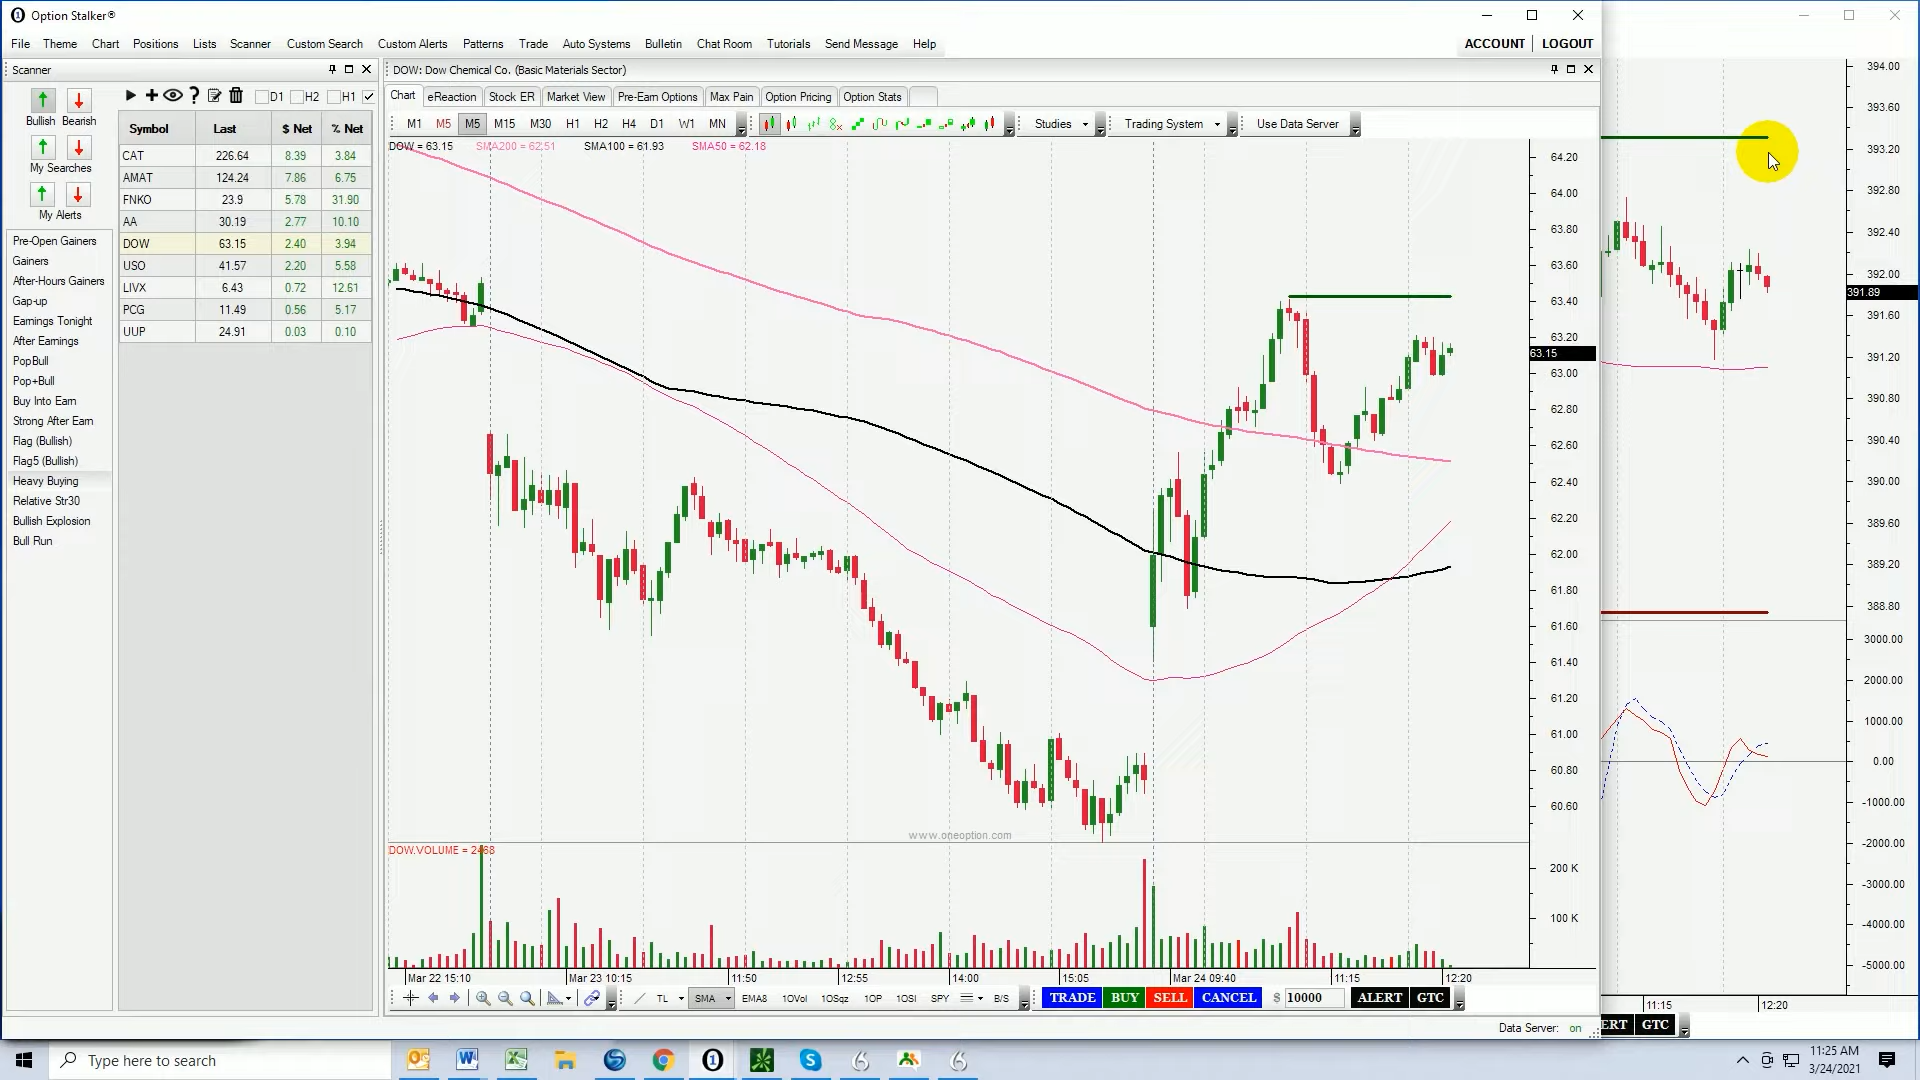 Option Stalker®
File Theme Chart Positions Lists Scanner Custom Search Custom Alerts Patterns Trade Auto Systems Bulletin Chat Room Tutorials Send Message Help ACCOUNT LOGOUT
Scanner
DOW: Dow Chemical Co. (Basic Materials Sector)
D1 H2 H1
Bullish Bearish
My Searches
My Alerts
Chart eReaction Stock ER Market View Pre-Earn Options Max Pain Option Pricing Option Stats
M1 M5 M5 M15 M30 H1 H2 H4 D1 W1 MN Studies Trading System Use Data Server
Symbol Last $ Net % Net
CAT 226.64 8.39 3.84
AMAT 124.24 7.86 6.75
FNKO 23.9 5.78 31.90
AA 30.19 2.77 10.10
DOW 63.15 2.40 3.94
USO 41.57 2.20 5.58
LIVX 6.43 0.72 12.61
PCG 11.49 0.56 5.17
UUP 24.91 0.03 0.10
Pre-Open Gainers
Gainers
After-Hours Gainers
Gap-up
Earnings Tonight
After Earnings
PopBull
Pop+Bull
Buy Into Earn
Strong After Earn
Flag (Bullish)
Flag5 (Bullish)
Heavy Buying
Relative Str30
Bullish Explosion
Bull Run
DOW = 63.15 SMA200 = 62.51 SMA100 = 61.93 SMA50 = 62.18
64.20
64.00
63.80
63.60
63.40
63.20
63.15
63.00
62.80
62.60
62.40
62.20
62.00
61.80
61.60
61.40
61.20
61.00
60.80
60.60
www.oneoption.com
DOW.VOLUME = 2468
200 K
100 K
Mar 22 15:10 Mar 23 10:15 11:50 12:55 14:00 15:05 Mar 24 09:40 11:15 12:20
TL SMA EMA8 1OVol 1OSqz 1OP 1OSI SPY B/S TRADE BUY SELL CANCEL $ 10000 ALERT GTC
Data Server: on
394.00
393.60
393.20
392.80
392.40
392.00
391.89
391.60
391.20
390.80
390.40
390.00
389.60
389.20
388.80
3000.00
2000.00
1000.00
0.00
-1000.00
-2000.00
-3000.00
-4000.00
-5000.00
11:15 12:20
ERT GTC
Type here to search
11:25 AM
3/24/2021